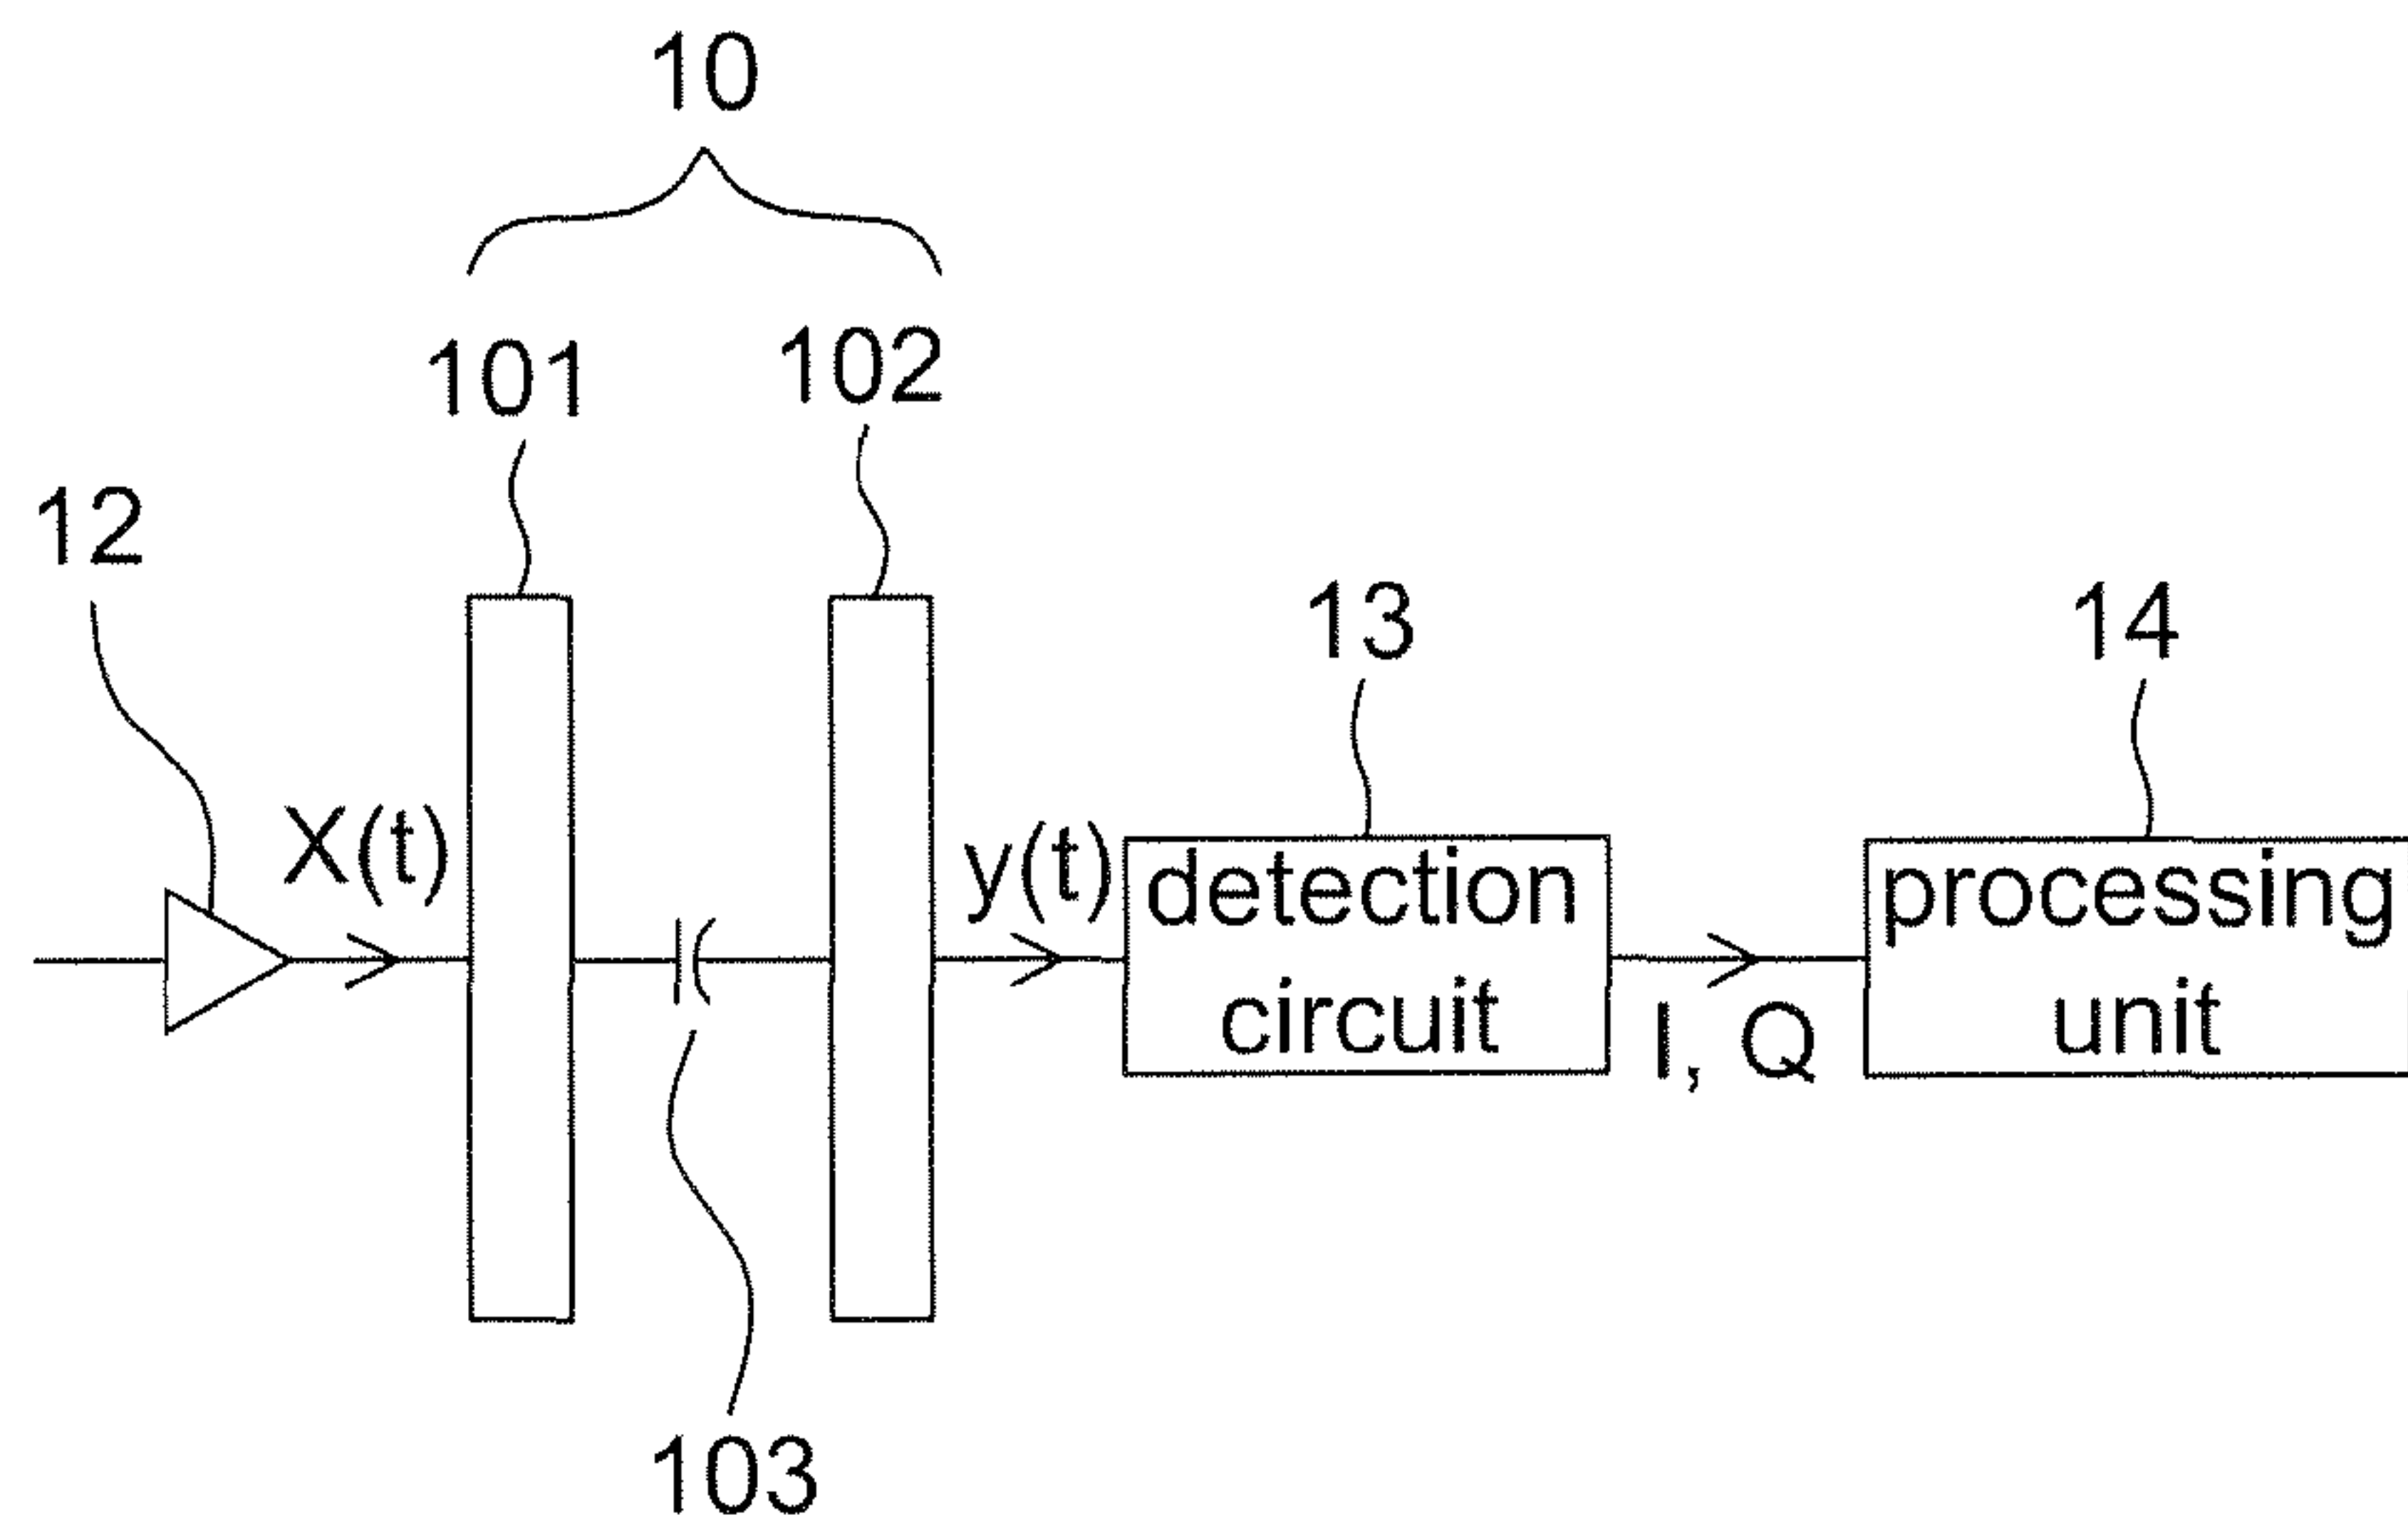 10
101
102
12
13
14
X(t)
y(t)
detection
circuit
I, Q
processing
unit
103